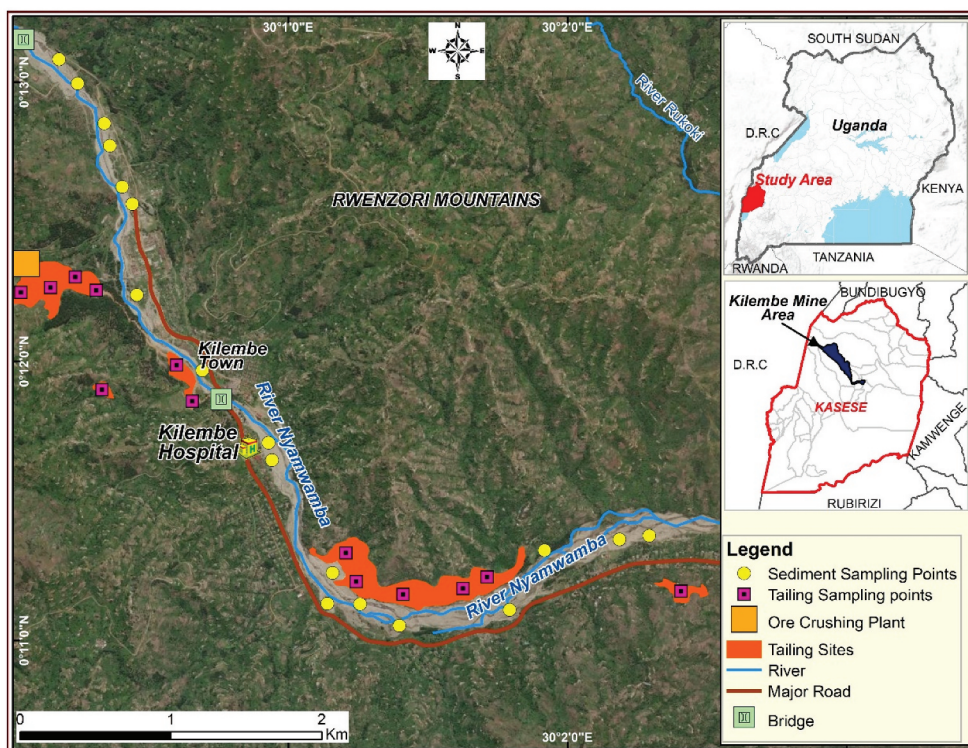 30°1'0"E
30°2'0"E
0°13'0"N
N
W
E
S
River Rukoki
RWENZORI MOUNTAINS
0°12'0"N
Kilembe
Town
River Nyamwamba
Kilembe
Hospital
River Nyamwamba
0°11'0"N
0
1
2
Km
30°2'0"E
SOUTH SUDAN
Uganda
D.R.C
Study Area
KENYA
TANZANIA
RWANDA
BUNDIBUGYO
Kilembe Mine
Area
D.R.C
KASESE
KAMWENGE
RUBIRIZI
Legend
Sediment Sampling Points
Tailing Sampling points
Ore Crushing Plant
Tailing Sites
River
Major Road
Bridge